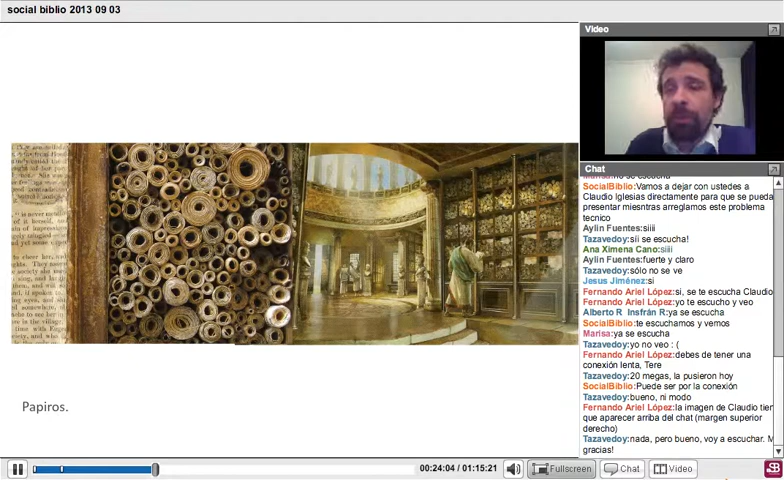 social biblio 2013 09 03
Papiros.
Video
Chat
SocialBiblio:Vamos a dejar con ustedes a
Claudio Iglesias directamente para que se pueda
presentar miesntras arreglamos este problema
tecnico
Aylin Fuentes:siiii
Tazavedoy:síi se escucha!
Ana Ximena Cano:siiii
Aylin Fuentes:fuerte y claro
Tazavedoy:sólo no se ve
Jesus Jiménez:si
Fernando Ariel López:si, se te escucha Claudio
Fernando Ariel López:yo te escucho y veo
Alberto R Insfrán R:ya se escucha
SocialBiblio:te escuchamos y vemos
Marisa:ya se escucha
Tazavedoy:yo no veo : (
Fernando Ariel López:debes de tener una
conexión lenta, Tere
Tazavedoy:20 megas, la pusieron hoy
SocialBiblio:Puede ser por la conexión
Tazavedoy:bueno, ni modo
Fernando Ariel López:la imagen de Claudio tien
que aparecer arriba del chat (margen superior
derecho)
Tazavedoy:nada, pero bueno, voy a escuchar. M
gracias!
00:24:04 / 01:15:21
Fullscreen
Chat
Video
SB